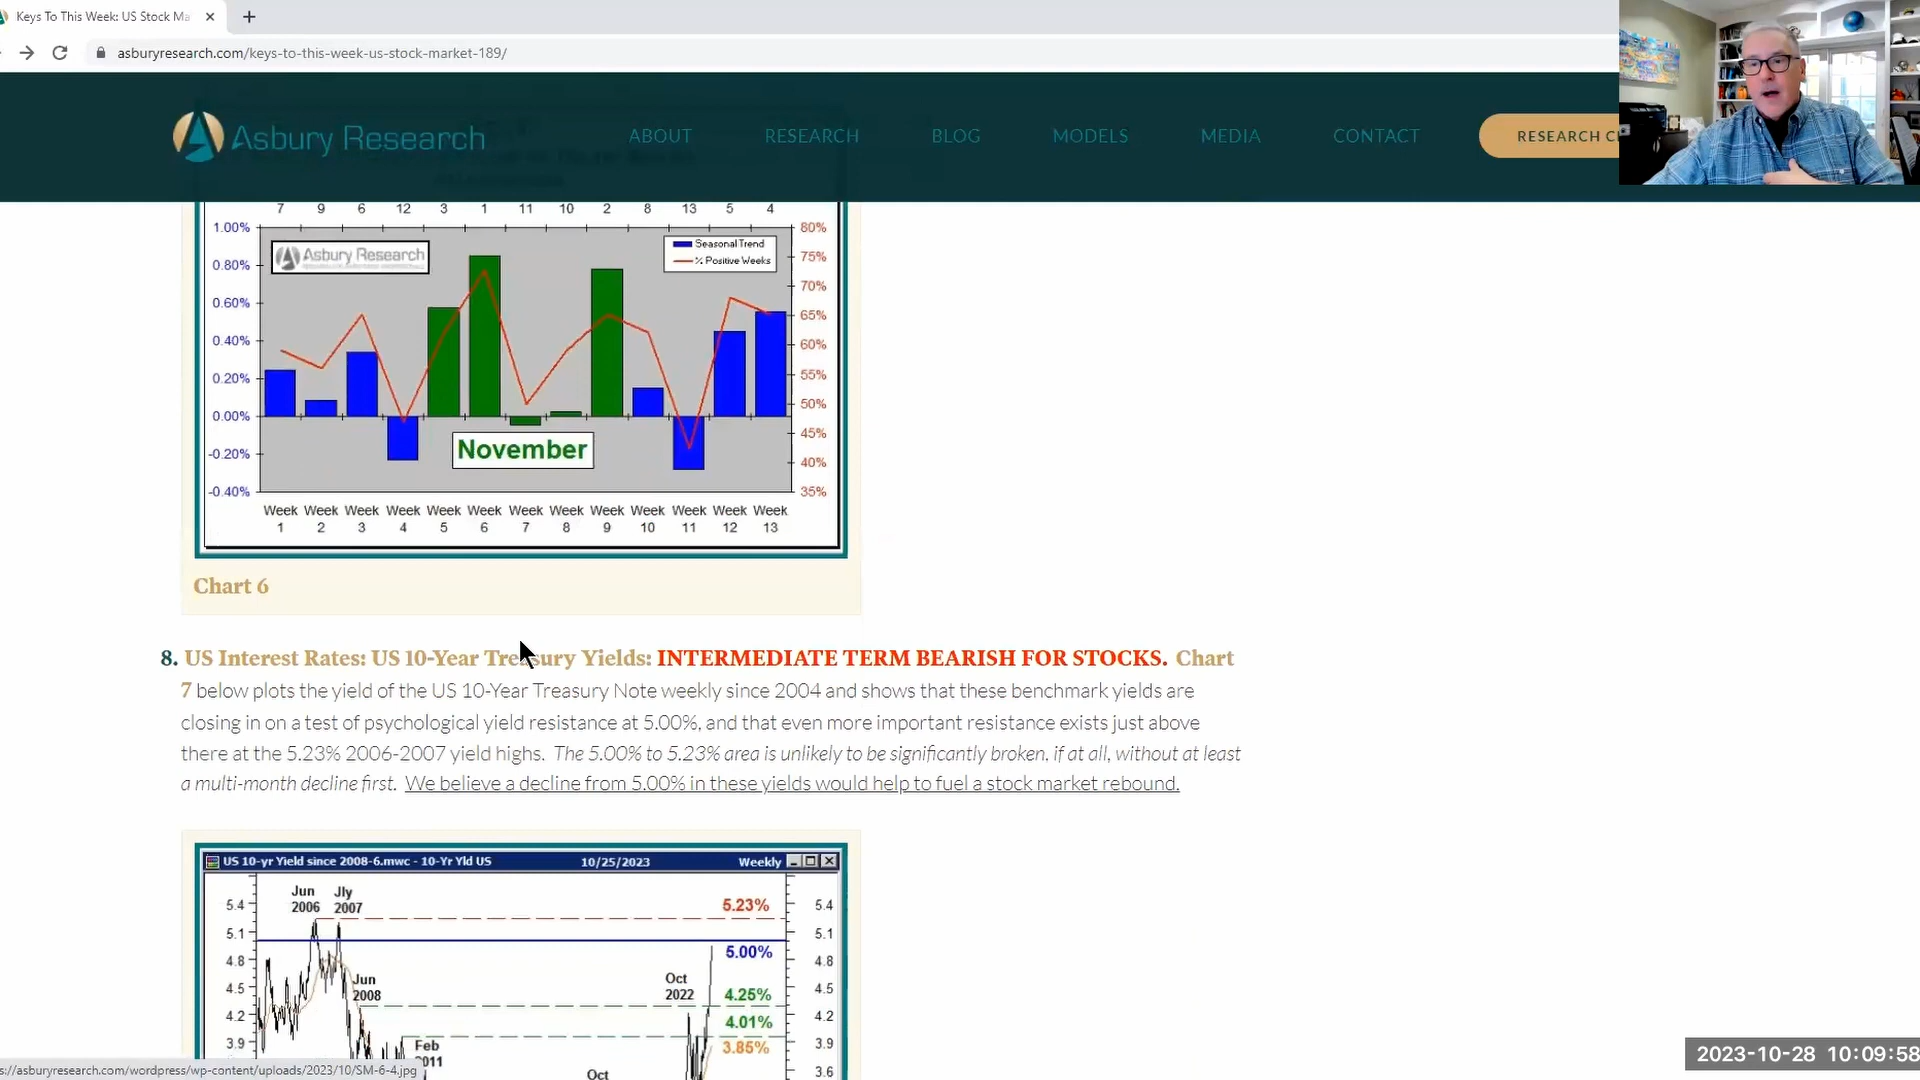 Keys To This Week: US Stock Ma
asburyresearch.com/keys-to-this-week-us-stock-market-189/
Asbury Research
ABOUT
RESEARCH
BLOG
MODELS
MEDIA
CONTACT
RESEARCH C
7 9 6 12 3 1 11 10 2 8 13 5 4
1.00% 80%
Asbury Research
Seasonal Trend
% Positive Weeks
75%
0.80%
70%
0.60%
65%
0.40%
60%
55%
0.20%
50%
0.00%
45%
November
-0.20%
40%
-0.40% 35%
Week Week Week Week Week Week Week Week Week Week Week Week Week
1 2 3 4 5 6 7 8 9 10 11 12 13
Chart 6
8. US Interest Rates: US 10-Year Treasury Yields: INTERMEDIATE TERM BEARISH FOR STOCKS. Chart
7 below plots the yield of the US 10-Year Treasury Note weekly since 2004 and shows that these benchmark yields are
closing in on a test of psychological yield resistance at 5.00%, and that even more important resistance exists just above
there at the 5.23% 2006-2007 yield highs. The 5.00% to 5.23% area is unlikely to be significantly broken, if at all, without at least
a multi-month decline first. We believe a decline from 5.00% in these yields would help to fuel a stock market rebound.
US 10-yr Yield since 2008-6.mwc - 10-Yr Yld US 10/25/2023 Weekly
Jun Jly
2006 2007
5.4 5.23% 5.4
5.1 5.1
5.00%
4.8 4.8
Jun
2008
Oct
2022
4.5 4.25% 4.5
4.2 4.01% 4.2
3.9 3.85% 3.9
Feb
2011
3.6
Oct
s://asburyresearch.com/wordpress/wp-content/uploads/2023/10/SM-6-4.jpg
2023-10-28 10:09:58